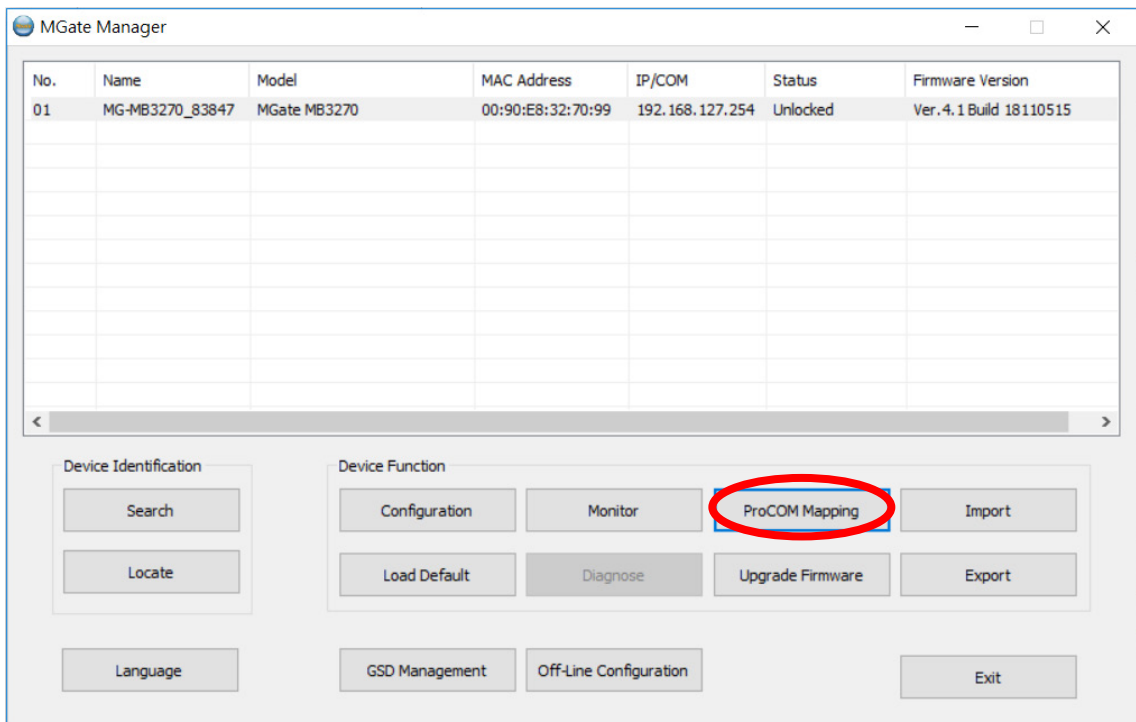 MGate Manager
No. Name Model MAC Address IP/COM Status Firmware Version
01 MG-MB3270_83847 MGate MB3270 00:90:E8:32:70:99 192.168.127.254 Unlocked Ver.4.1 Build 18110515
Device Identification
Search
Locate
Device Function
Configuration Monitor ProCOM Mapping Import
Load Default Diagnose Upgrade Firmware Export
Language GSD Management Off-Line Configuration Exit